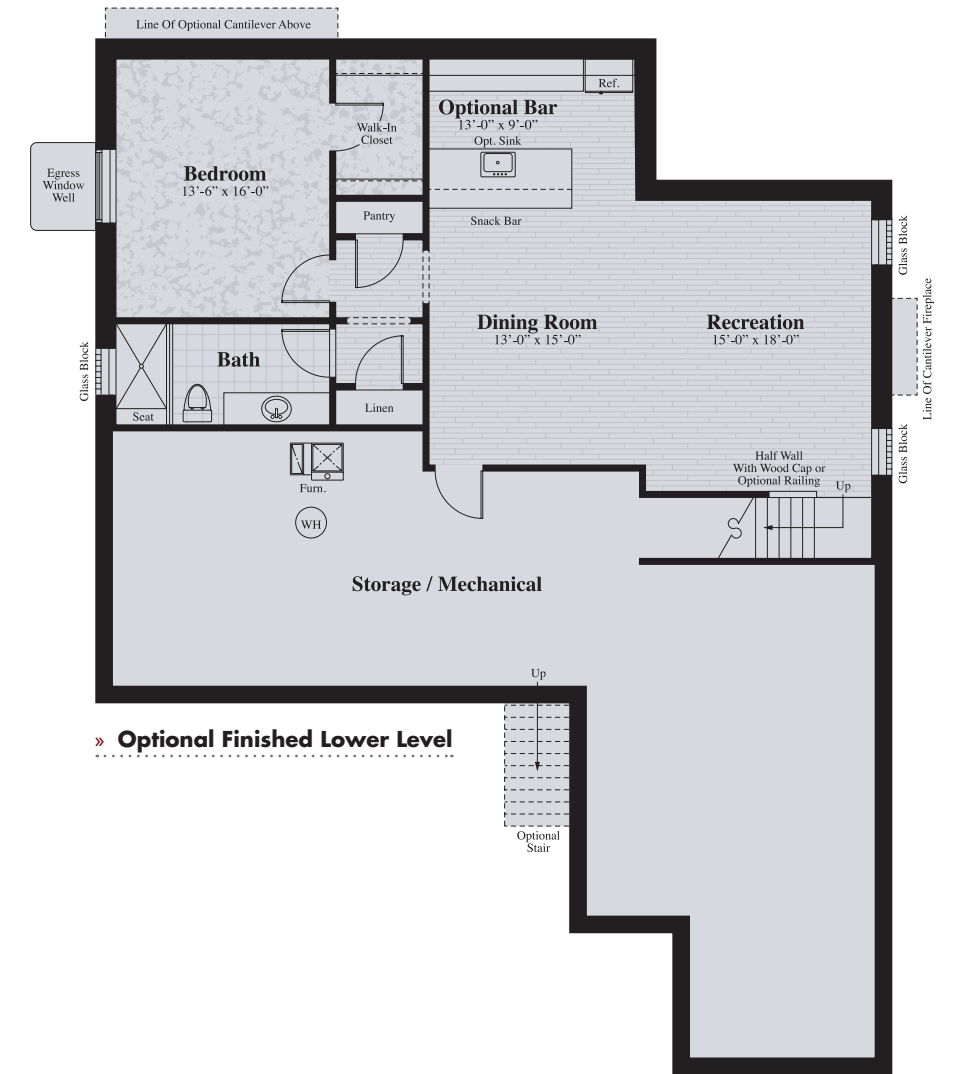 Line Of Optional Cantilever Above
Ref.
Optional Bar
13’-0” x 9’-0”
Opt. Sink
Walk-In
Closet
Egress
Window
Well
Bedroom
13’-6” x 16’-0”
Pantry
Snack Bar
Glass Block
Line Of Cantilever Fireplace
Dining Room
13’-0” x 15’-0”
Recreation
15’-0” x 18’-0”
Glass Block
Bath
Seat
Linen
Glass Block
Half Wall
With Wood Cap or
Optional Railing
Up
Furn.
WH
S
Storage / Mechanical
Up
» Optional Finished Lower Level
Optional
Stair